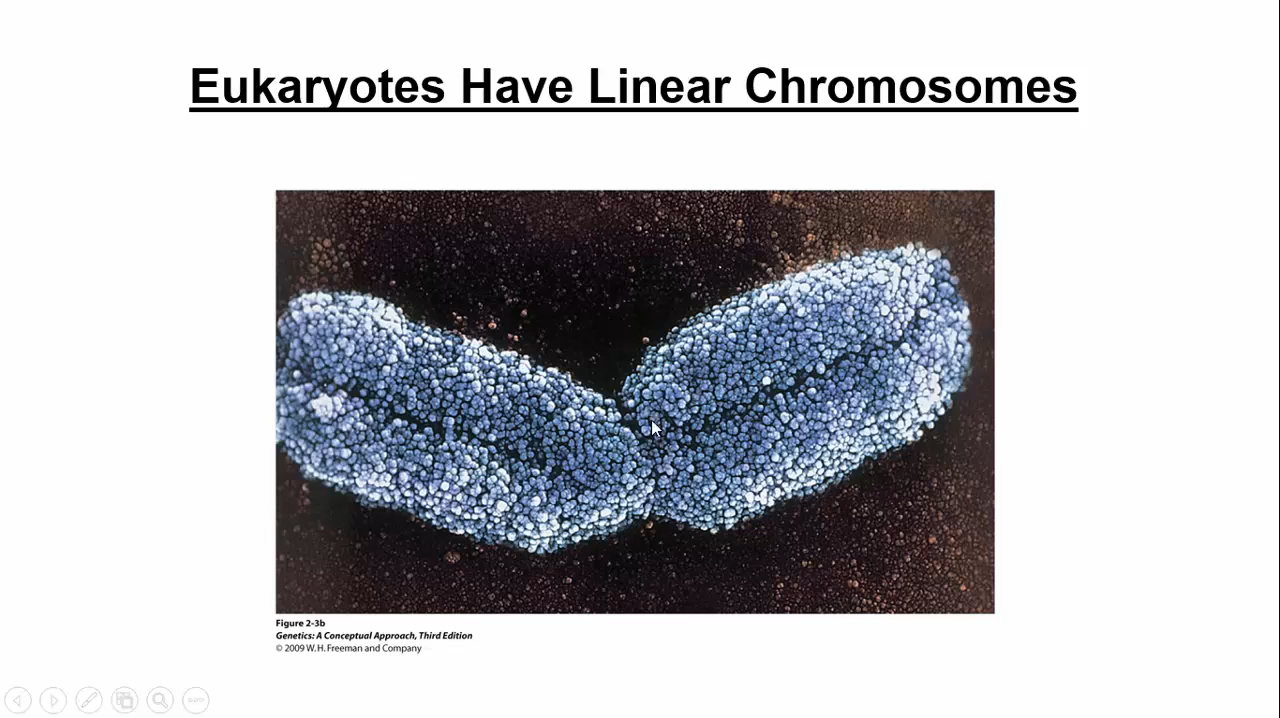 Eukaryotes Have Linear Chromosomes
Figure 2-3b
Genetics: A Conceptual Approach, Third Edition
© 2009 W. H. Freeman and Company